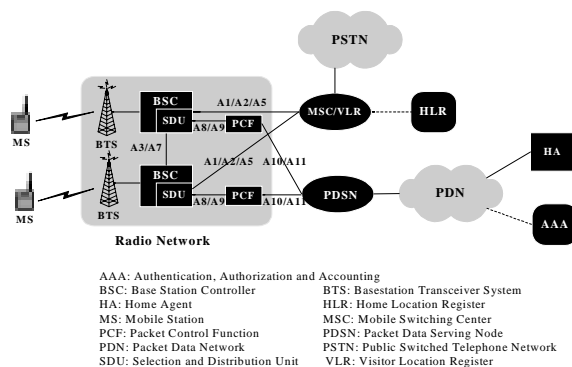 PSTN
BSC
A1/A2/A5
MSC/VLR
HLR
SDU
A8/A9
PCF
MS
BTS
A3/A7
A1/A2/A5
A10/A11
HA
BSC
SDU
A8/A9
PCF
A10/A11
PDSN
PDN
MS
BTS
AAA
Radio Network
AAA: Authentication, Authorization and Accounting
BSC: Base Station Controller
BTS: Basestation Transceiver System
HA: Home Agent
HLR: Home Location Register
MS: Mobile Station
MSC: Mobile Switching Center
PCF: Packet Control Function
PDSN: Packet Data Serving Node
PDN: Packet Data Network
PSTN: Public Switched Telephone Network
SDU: Selection and Distribution Unit
VLR: Visitor Location Register